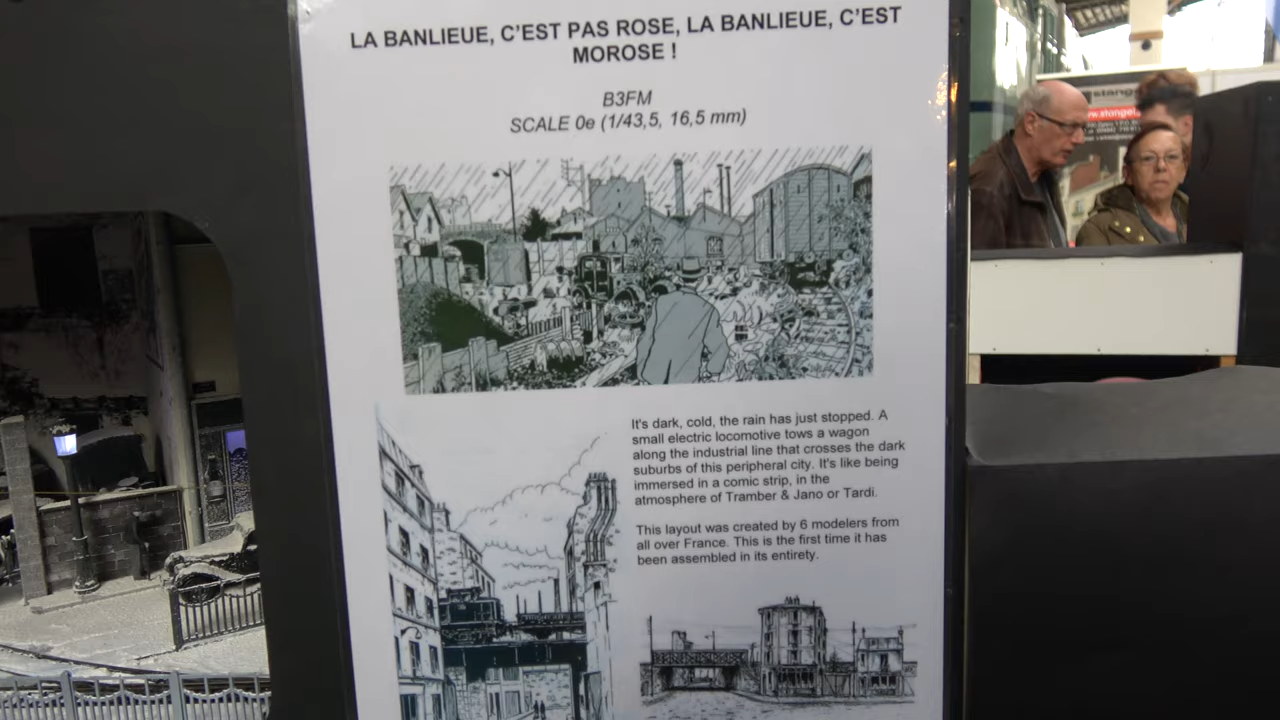 LA BANLIEUE, C'EST PAS ROSE, LA BANLIEUE, C'EST
MOROSE !
B3FM
SCALE 0e (1/43,5, 16,5 mm)
It's dark, cold, the rain has just stopped. A
small electric locomotive tows a wagon
along the industrial line that crosses the dark
suburbs of this peripheral city. It's like being
immersed in a comic strip, in the
atmosphere of Tramber & Jano or Tardi.
This layout was created by 6 modelers from
all over France. This is the first time it has
been assembled in its entirety.
stange
www.stangel.